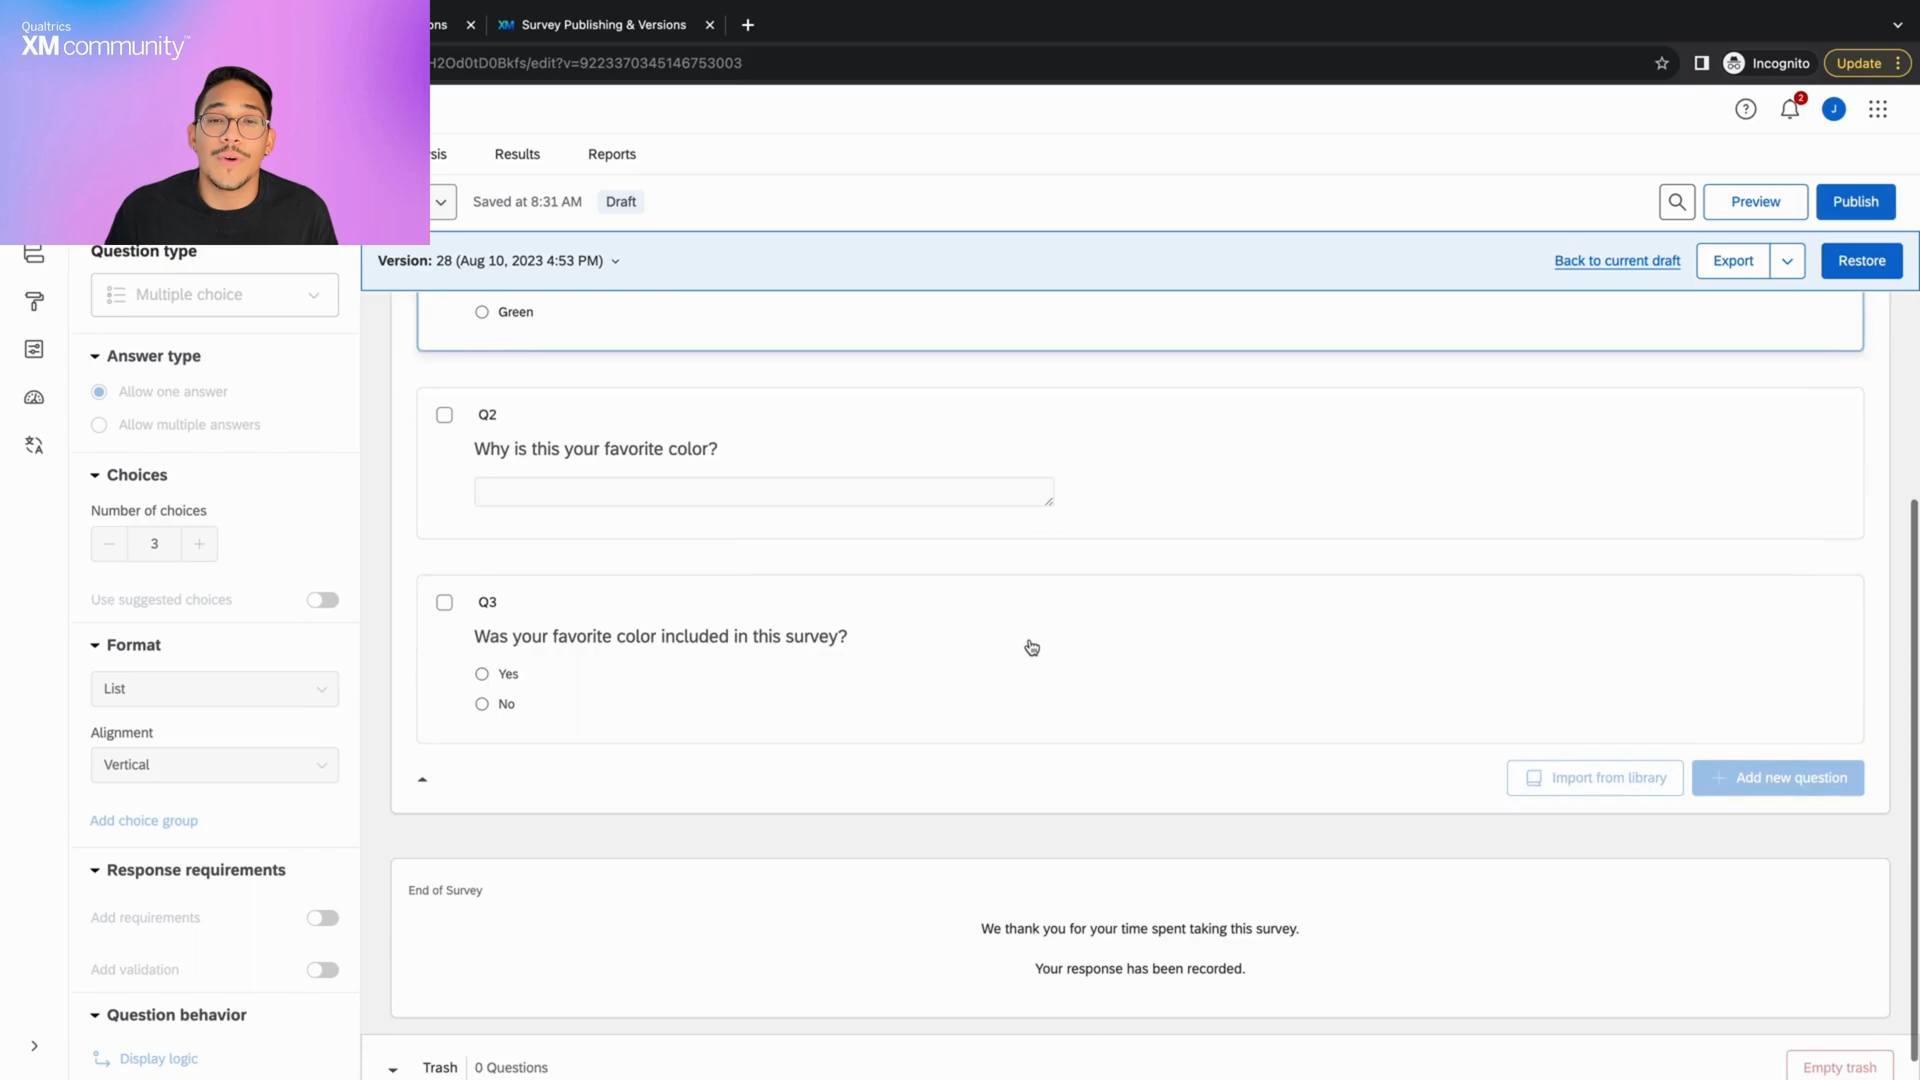 Qualtrics
XM community™
ons
XM Survey Publishing & Versions
H2Od0tD0Bkfs/edit?v=9223370345146753003
Incognito
Update
2
J
sis
Results
Reports
Saved at 8:31 AM
Draft
Preview
Publish
Version: 28 (Aug 10, 2023 4:53 PM)
Back to current draft
Export
Restore
Question type
Multiple choice
Answer type
Allow one answer
Allow multiple answers
Choices
Number of choices
3
Use suggested choices
Format
List
Alignment
Vertical
Add choice group
Response requirements
Add requirements
Add validation
Question behavior
Display logic
Green
Q2
Why is this your favorite color?
Q3
Was your favorite color included in this survey?
Yes
No
Import from library
Add new question
End of Survey
We thank you for your time spent taking this survey.
Your response has been recorded.
Trash
0 Questions
Empty trash